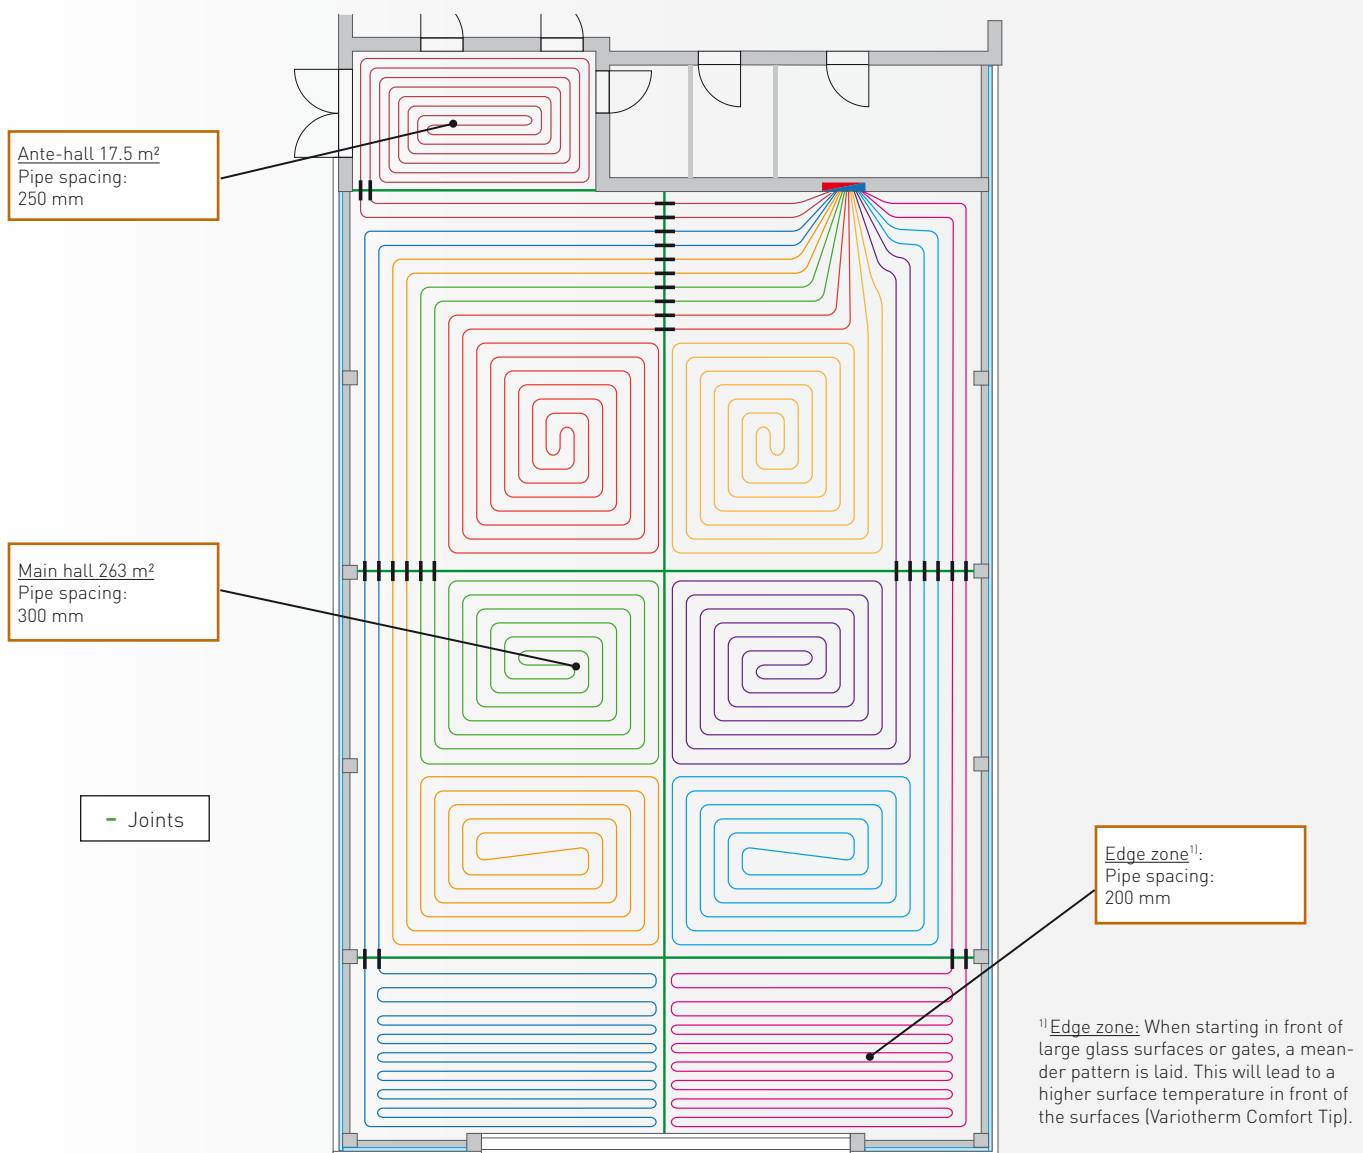 Ante-hall 17.5 m²
Pipe spacing:
250 mm
Main hall 263 m²
Pipe spacing:
300 mm
Joints
Edge zone¹⁾:
Pipe spacing:
200 mm
¹⁾ Edge zone: When starting in front of
large glass surfaces or gates, a mean-
der pattern is laid. This will lead to a
higher surface temperature in front of
the surfaces (Variotherm Comfort Tip).